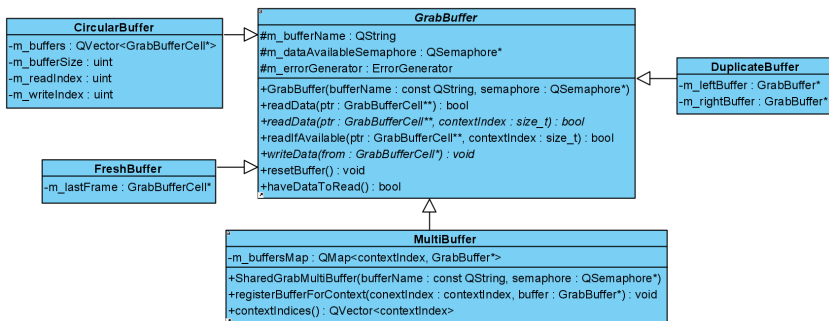 CircularBuffer
-m_buffers : QVector<GrabBufferCell*>
-m_bufferSize : uint
-m_readIndex : uint
-m_writeIndex : uint
GrabBuffer
#m_bufferName : QString
#m_dataAvailableSemaphore : QSemaphore*
#m_errorGenerator : ErrorGenerator
+GrabBuffer(bufferName : const QString, semaphore : QSemaphore*)
+readData(ptr : GrabBufferCell**) : bool
+readData(ptr : GrabBufferCell**, contextIndex : size_t) : bool
+readIfAvailable(ptr : GrabBufferCell**, contextIndex : size_t) : bool
+writeData(from : GrabBufferCell*) : void
+resetBuffer() : void
+haveDataToRead() : bool
DuplicateBuffer
-m_leftBuffer : GrabBuffer*
-m_rightBuffer : GrabBuffer*
FreshBuffer
-m_lastFrame : GrabBufferCell*
MultiBuffer
-m_buffersMap : QMap<contextIndex, GrabBuffer*>
+SharedGrabMultiBuffer(bufferName : const QString, semaphore : QSemaphore*)
+registerBufferForContext(conextIndex : contextIndex, buffer : GrabBuffer*) : void
+contextIndices() : QVector<contextIndex>